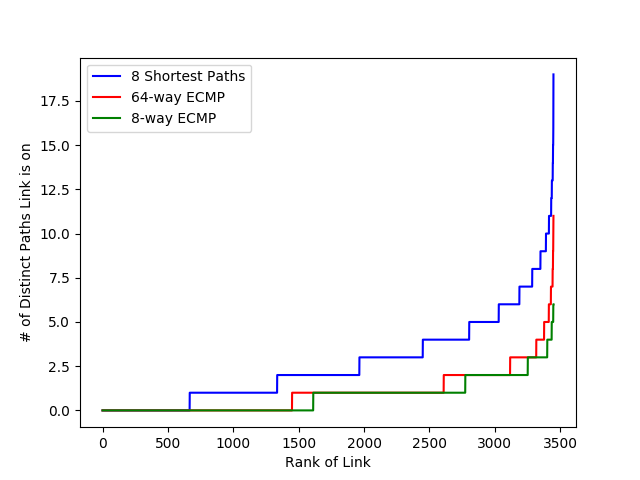 8 Shortest Paths
64-way ECMP
8-way ECMP
# of Distinct Paths Link is on
17.5
15.0
12.5
10.0
7.5
5.0
2.5
0.0
0 500 1000 1500 2000 2500 3000 3500
Rank of Link